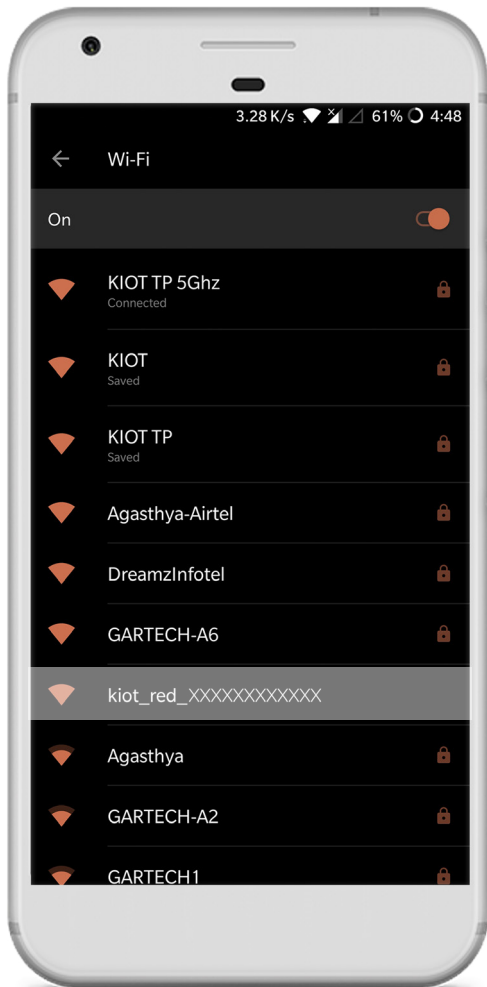 3.28 K/s 61% 4:48
Wi-Fi
On
KIOT TP 5Ghz
Connected
KIOT
Saved
KIOT TP
Saved
Agasthya-Airtel
DreamzInfotel
GARTECH-A6
kiot_red_XXXXXXXXXXXX
Agasthya
GARTECH-A2
GARTECH1